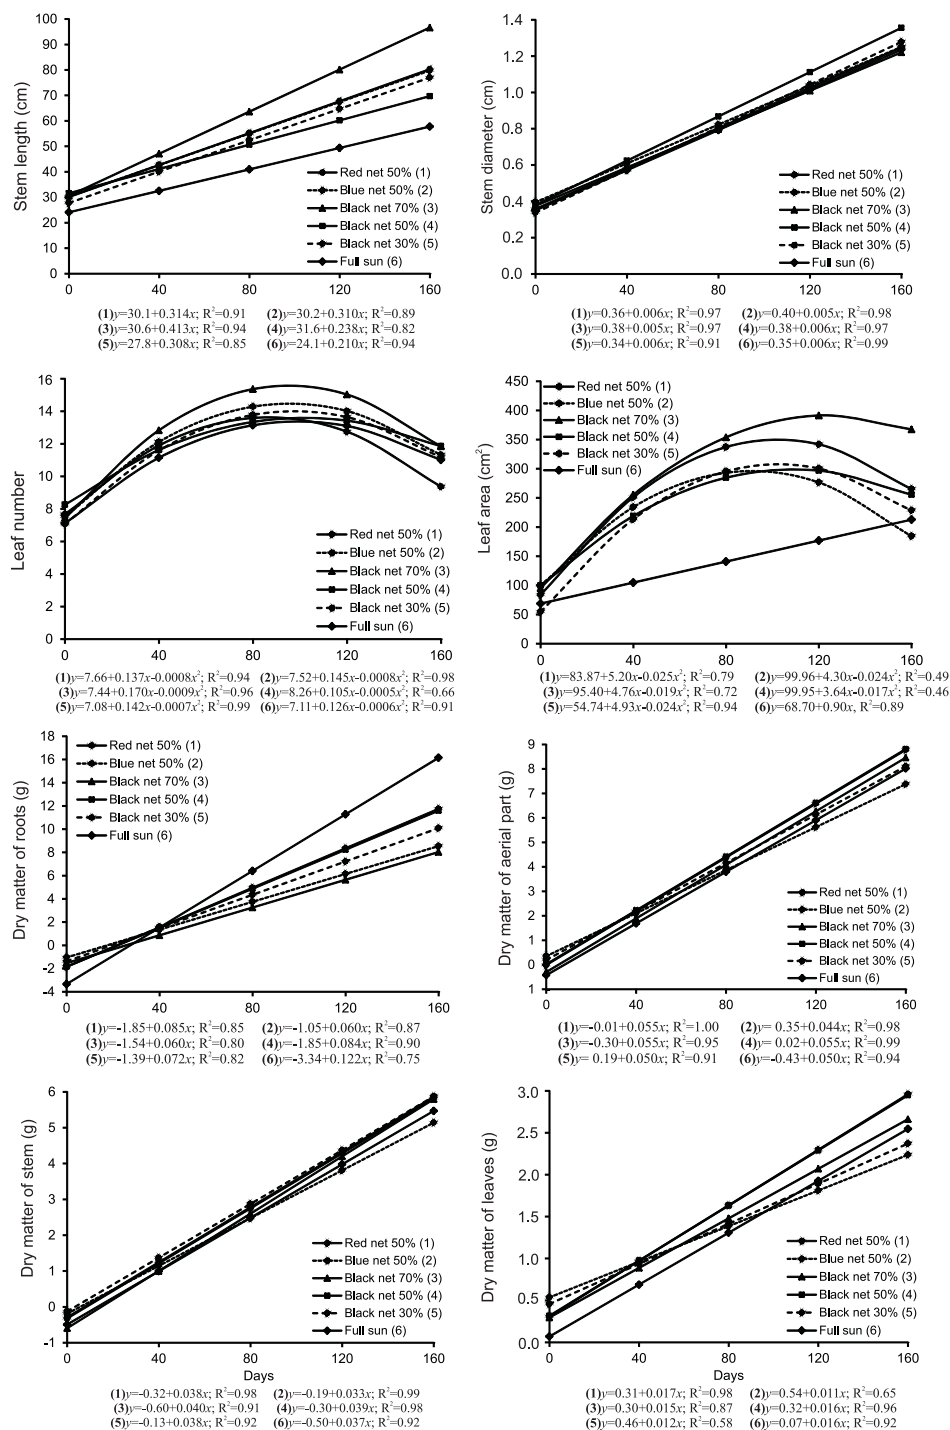 Stem length (cm)
100
90
80
70
60
50
40
30
20
10
0
Red net 50% (1)
Blue net 50% (2)
Black net 70% (3)
Black net 50% (4)
Black net 30% (5)
Full sun (6)
0 40 80 120 160
(1)y=30.1+0.314x; R²=0.91 (2)y=30.2+0.310x; R²=0.89
(3)y=30.6+0.413x; R²=0.94 (4)y=31.6+0.238x; R²=0.82
(5)y=27.8+0.308x; R²=0.85 (6)y=24.1+0.210x; R²=0.94
Stem diameter (cm)
1.4
1.2
1.0
0.8
0.6
0.4
0.2
0.0
Red net 50% (1)
Blue net 50% (2)
Black net 70% (3)
Black net 50% (4)
Black net 30% (5)
Full sun (6)
0 40 80 120 160
(1)y=0.36+0.006x; R²=0.97 (2)y=0.40+0.005x; R²=0.98
(3)y=0.38+0.005x; R²=0.97 (4)y=0.38+0.006x; R²=0.97
(5)y=0.34+0.006x; R²=0.91 (6)y=0.35+0.006x; R²=0.99
Leaf number
16
14
12
10
8
6
4
2
0
Red net 50% (1)
Blue net 50% (2)
Black net 70% (3)
Black net 50% (4)
Black net 30% (5)
Full sun (6)
0 40 80 120 160
(1)y=7.66+0.137x-0.0008x²; R²=0.94 (2)y=7.52+0.145x-0.0008x²; R²=0.98
(3)y=7.44+0.170x-0.0009x²; R²=0.96 (4)y=8.26+0.105x-0.0005x²; R²=0.66
(5)y=7.08+0.142x-0.0007x²; R²=0.99 (6)y=7.11+0.126x-0.0006x²; R²=0.91
Leaf area (cm²)
450
400
350
300
250
200
150
100
50
0
Red net 50% (1)
Blue net 50% (2)
Black net 70% (3)
Black net 50% (4)
Black net 30% (5)
Full sun (6)
0 40 80 120 160
(1)y=83.87+5.20x-0.025x²; R²=0.79 (2)y=99.96+4.30x-0.024x²; R²=0.49
(3)y=95.40+4.76x-0.019x²; R²=0.72 (4)y=99.95+3.64x-0.017x²; R²=0.46
(5)y=54.74+4.93x-0.024x²; R²=0.94 (6)y=68.70+0.90x, R²=0.89
Dry matter of roots (g)
18
16
14
12
10
8
6
4
2
0
-2
-4
Red net 50% (1)
Blue net 50% (2)
Black net 70% (3)
Black net 50% (4)
Black net 30% (5)
Full sun (6)
0 40 80 120 160
(1)y=-1.85+0.085x; R²=0.85 (2)y=-1.05+0.060x; R²=0.87
(3)y=-1.54+0.060x; R²=0.80 (4)y=-1.85+0.084x; R²=0.90
(5)y=-1.39+0.072x; R²=0.82 (6)y=-3.34+0.122x; R²=0.75
Dry matter of aerial part (g)
9
8
7
6
5
4
3
2
1
0
1
Red net 50% (1)
Blue net 50% (2)
Black net 70% (3)
Black net 50% (4)
Black net 30% (5)
Full sun (6)
0 40 80 120 160
(1)y=-0.01+0.055x; R²=1.00 (2)y= 0.35+0.044x; R²=0.98
(3)y=-0.30+0.055x; R²=0.95 (4)y= 0.02+0.055x; R²=0.99
(5)y= 0.19+0.050x; R²=0.91 (6)y=-0.43+0.050x; R²=0.94
Dry matter of stem (g)
6
5
4
3
2
1
0
-1
Red net 50% (1)
Blue net 50% (2)
Black net 70% (3)
Black net 50% (4)
Black net 30% (5)
Full sun (6)
0 40 80 120 160
Days
(1)y=-0.32+0.038x; R²=0.98 (2)y=-0.19+0.033x; R²=0.99
(3)y=-0.60+0.040x; R²=0.91 (4)y=-0.30+0.039x; R²=0.98
(5)y=-0.13+0.038x; R²=0.92 (6)y=-0.50+0.037x; R²=0.92
Dry matter of leaves (g)
3.0
2.5
2.0
1.5
1.0
0.5
0.0
Red net 50% (1)
Blue net 50% (2)
Black net 70% (3)
Black net 50% (4)
Black net 30% (5)
Full sun (6)
0 40 80 120 160
Days
(1)y=0.31+0.017x; R²=0.98 (2)y=0.54+0.011x; R²=0.65
(3)y=0.30+0.015x; R²=0.87 (4)y=0.32+0.016x; R²=0.96
(5)y=0.46+0.012x; R²=0.58 (6)y=0.07+0.016x; R²=0.92